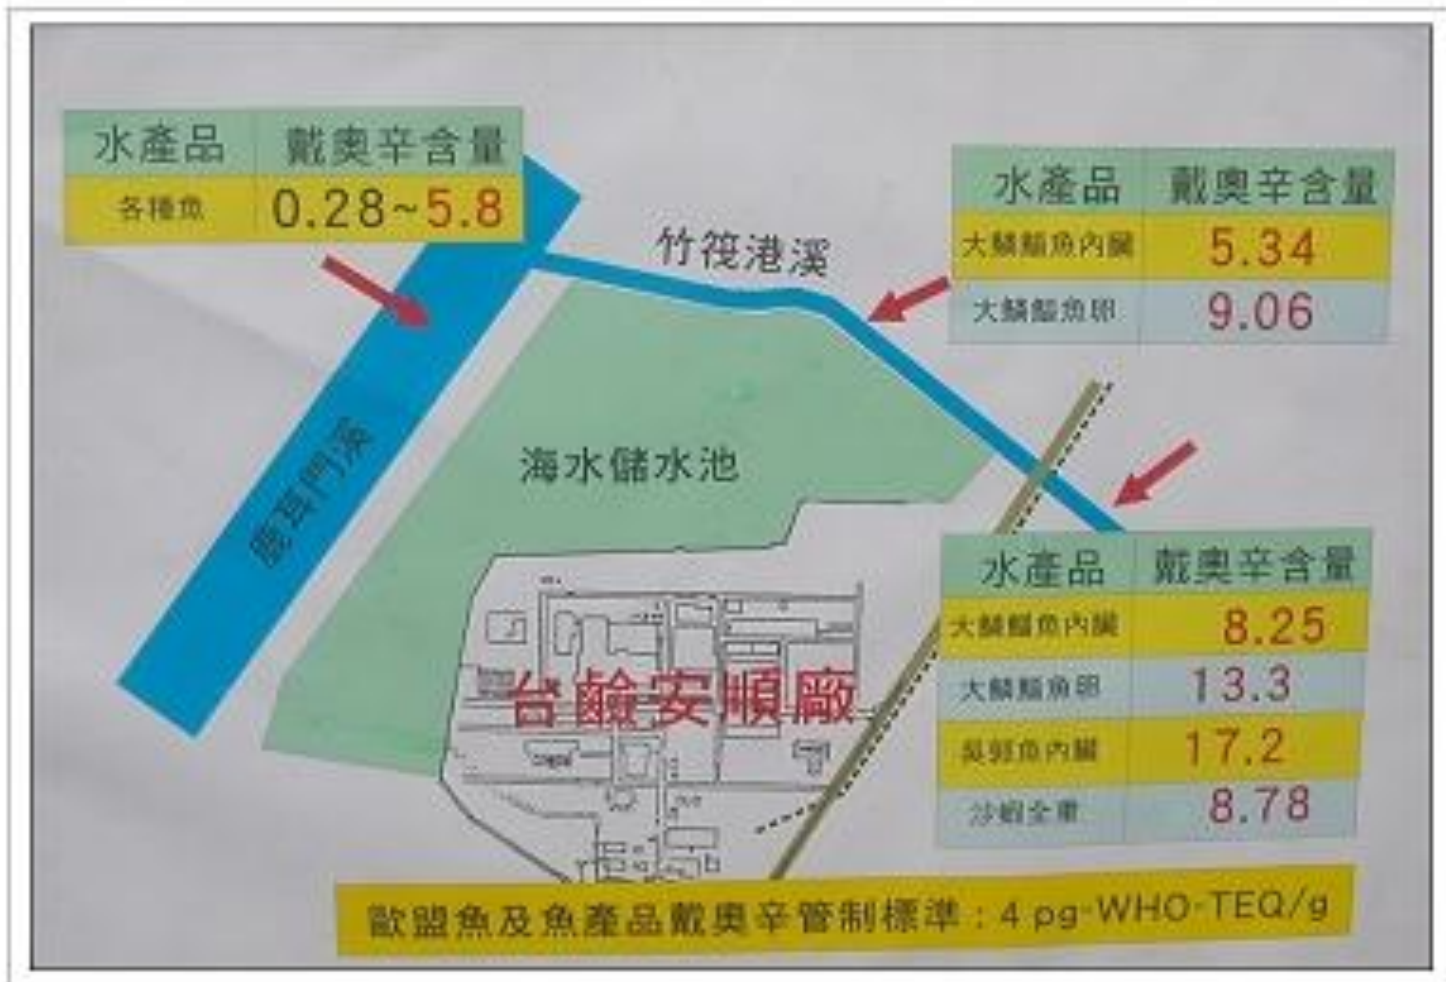 水產品 戴奧辛含量
各種魚 0.28~5.8
竹筏港溪
水產品 戴奧辛含量
大鱗鯔魚內臟 5.34
大鱗鯔魚卵 9.06
鹿耳門溪
海水儲水池
台鹼安順廠
水產品 戴奧辛含量
大鱗鯔魚內臟 8.25
大鱗鯔魚卵 13.3
吳郭魚內臟 17.2
沙蝦全重 8.78
歐盟魚及魚產品戴奧辛管制標準：4 pg-WHO-TEQ/g